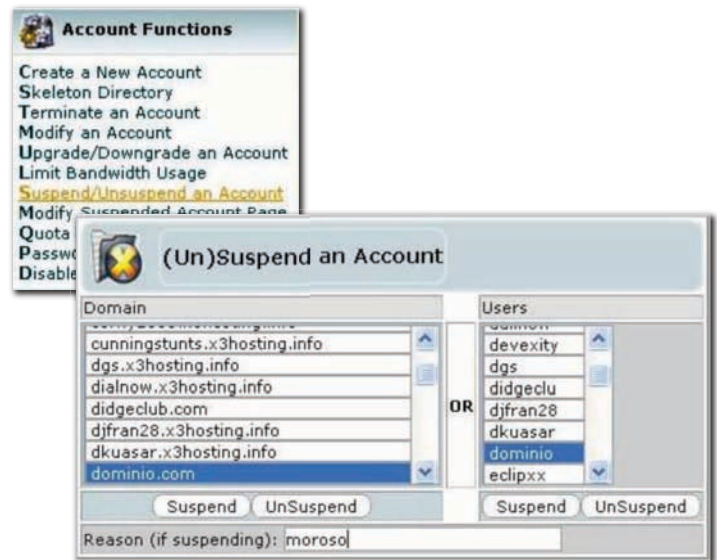 Account Functions
Create a New Account
Skeleton Directory
Terminate an Account
Modify an Account
Upgrade/Downgrade an Account
Limit Bandwidth Usage
Suspend/Unsuspend an Account
Modify Suspended Account Page
Quota
Disable
(Un)Suspend an Account
Domain
cunningstunts.x3hosting.info
dgs.x3hosting.info
dialnow.x3hosting.info
didgeclub.com
djfran28.x3hosting.info
dkuasar.x3hosting.info
dominio.com
Suspend UnSuspend
OR
Users
devexity
dgs
didgeclu
djfran28
dkuasar
dominio
eclipxx
Suspend UnSuspend
Reason (if suspending): moroso